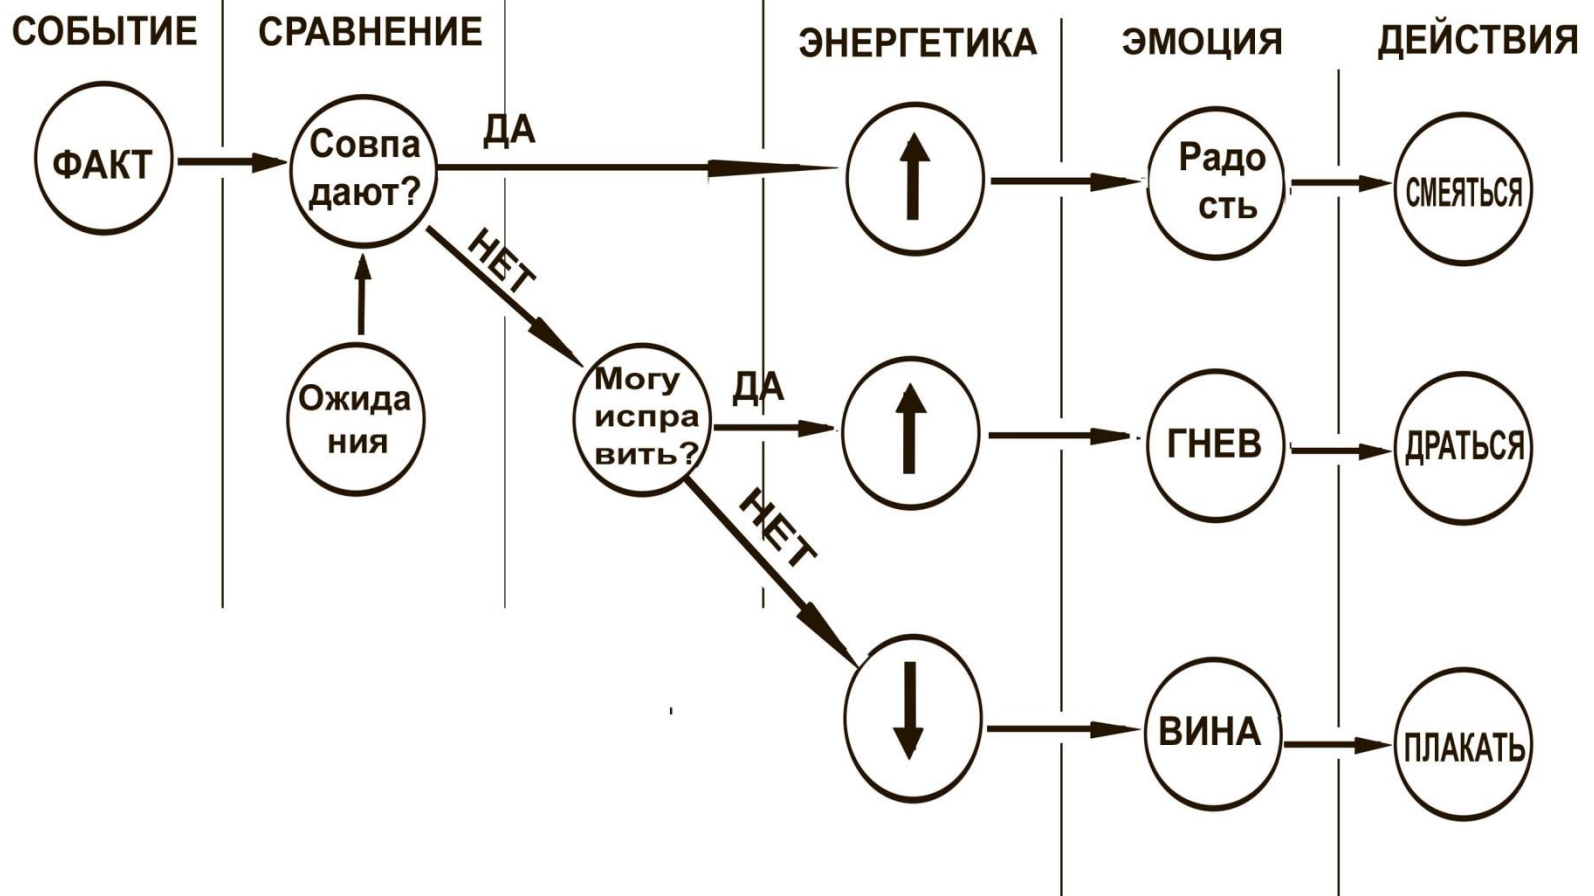 СОБЫТИЕ
СРАВНЕНИЕ
ЭНЕРГЕТИКА
ЭМОЦИЯ
ДЕЙСТВИЯ
ФАКТ
Совпа
дают?
ДА
Радо
сть
СМЕЯТЬСЯ
НЕТ
Ожида
ния
Могу
испра
вить?
ДА
ГНЕВ
ДРАТЬСЯ
НЕТ
ВИНА
ПЛАКАТЬ